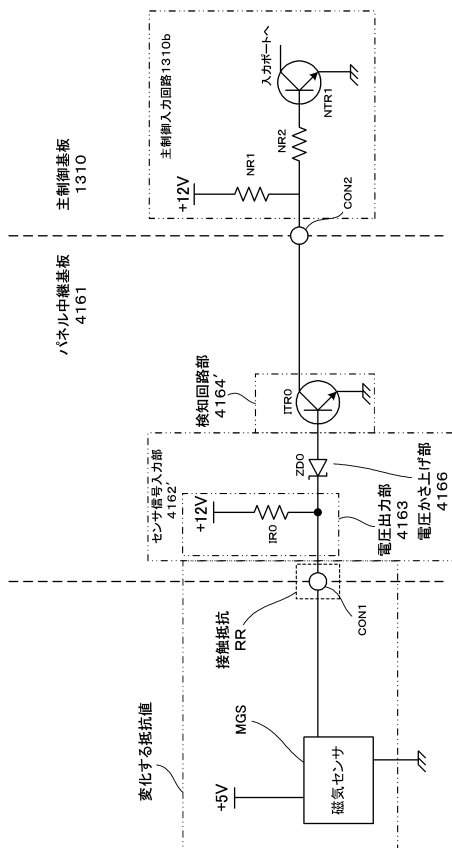 主制御基板
1310
主制御入力回路1310b
+12V
NR1
NR2
入力ポートへ
NTR1
CON2
パネル中継基板
4161
検知回路部
4164′
ITR0
センサ信号入力部
4162′
+12V
IR0
ZD0
電圧出力部
4163
電圧かさ上げ部
4166
接触抵抗
RR
CON1
変化する抵抗値
MGS
+5V
磁気センサ